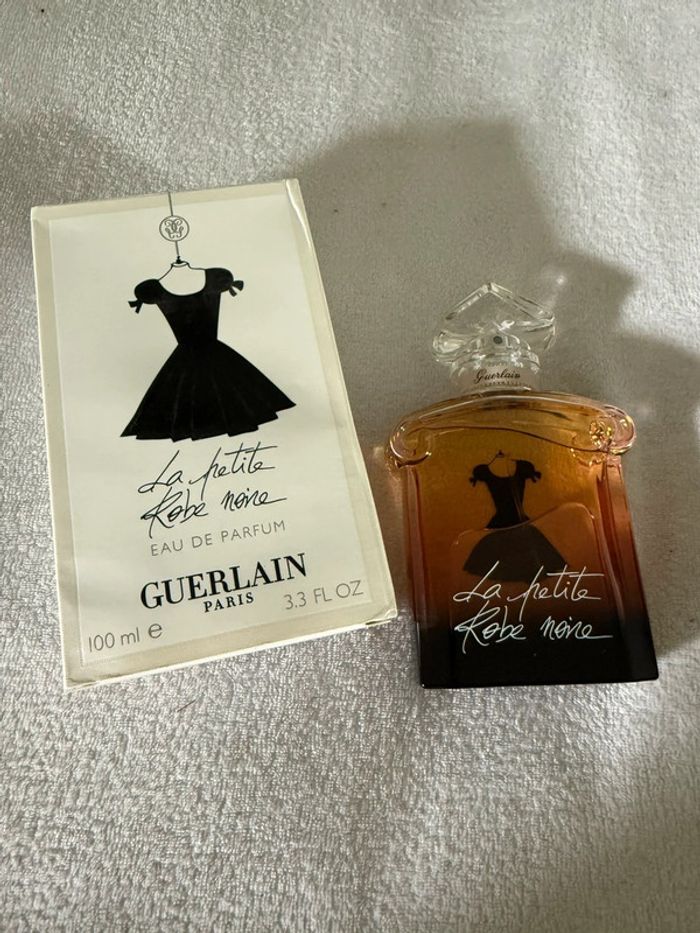 La petite
Robe noire
EAU DE PARFUM
GUERLAIN
PARIS
100 ml e
3.3 FL OZ
Guerlain
La petite
Robe noire